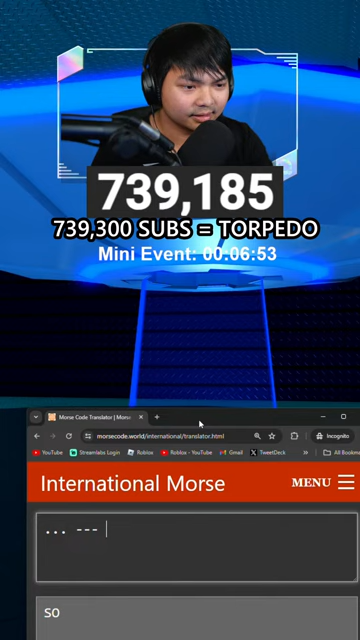 739,185
739,300 SUBS = TORPEDO
Mini Event: 00:06:53
Morse Code Translator | Morse
morsecode.world/international/translator.html
Incognito
YouTube Streamlabs Login Roblox Roblox - YouTube Gmail TweetDeck >> All Bookma
International Morse MENU
... ---
SO